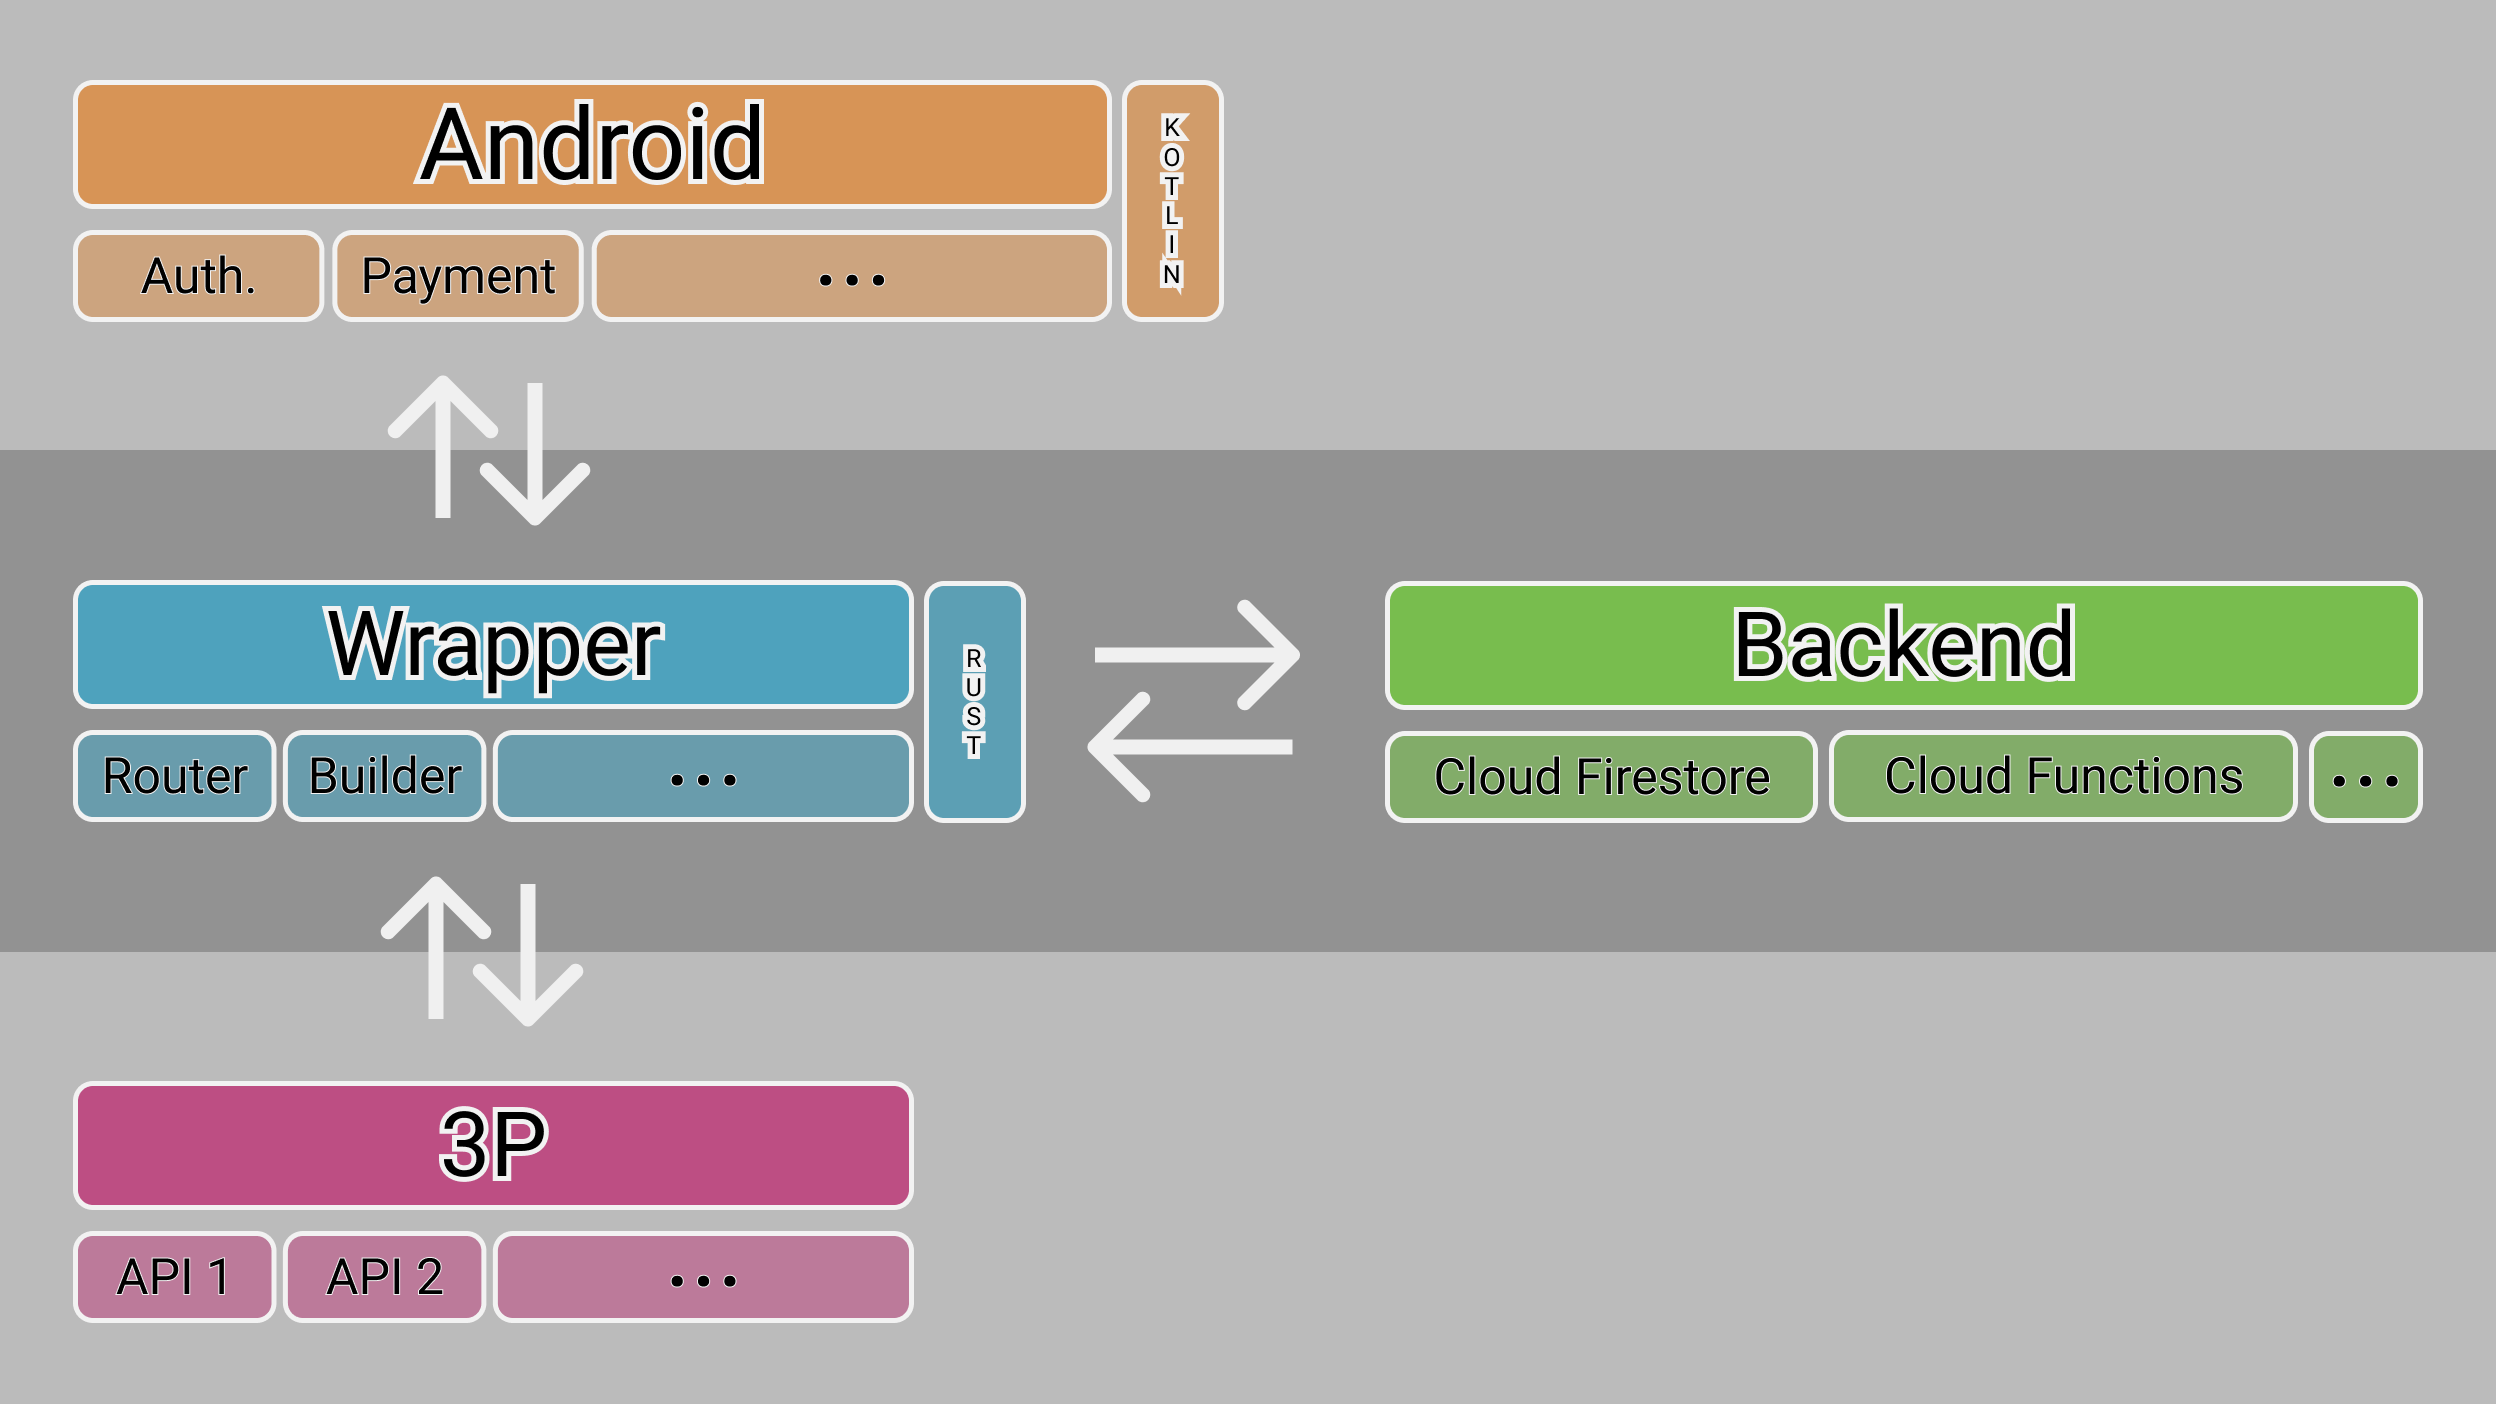 Android
KOTLIN
Auth.
Payment
...
Wrapper
RUST
Router
Builder
...
Backend
Cloud Firestore
Cloud Functions
...
3P
API 1
API 2
...